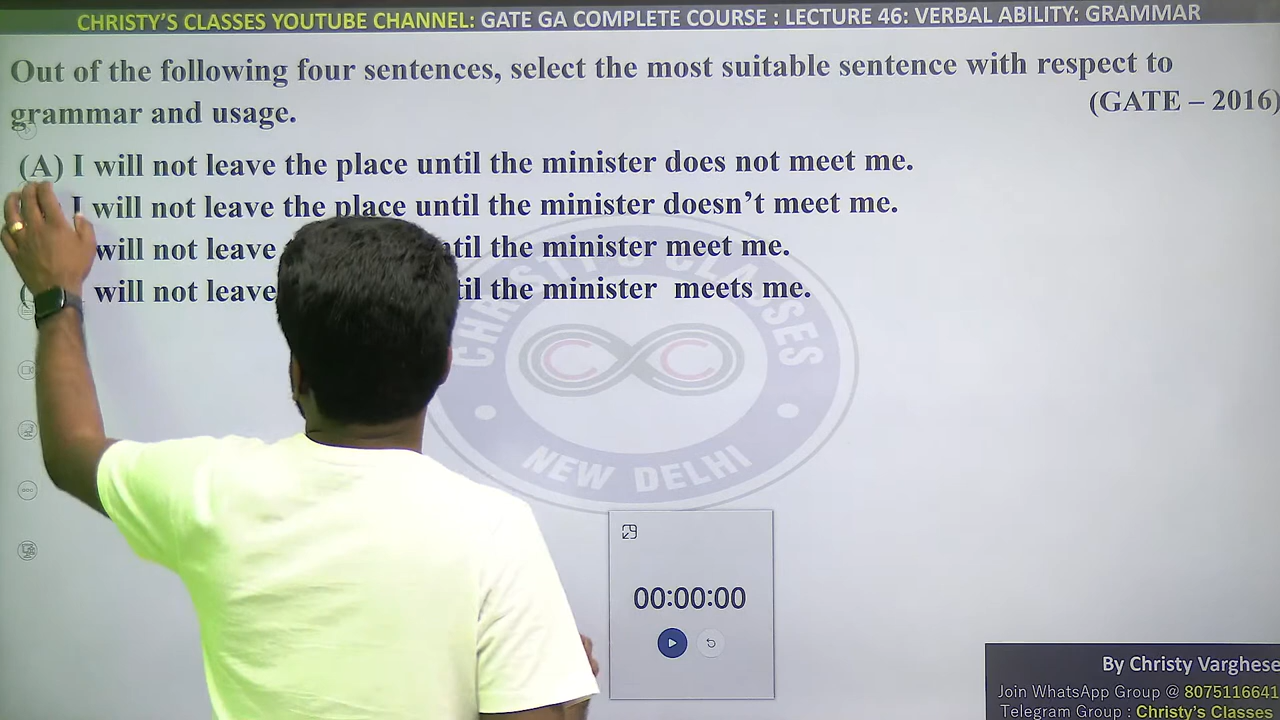 CHRISTY'S CLASSES YOUTUBE CHANNEL: GATE GA COMPLETE COURSE : LECTURE 46: VERBAL ABILITY: GRAMMAR
Out of the following four sentences, select the most suitable sentence with respect to
grammar and usage. (GATE – 2016)
(A) I will not leave the place until the minister does not meet me.
I will not leave the place until the minister doesn't meet me.
will not leave the minister meet me.
will not leave the minister meets me.
CHRISTY'S CLASSES
CC
NEW DELHI
00:00:00
By Christy Varghese
Join WhatsApp Group @ 8075116641
Telegram Group : Christy's Classes